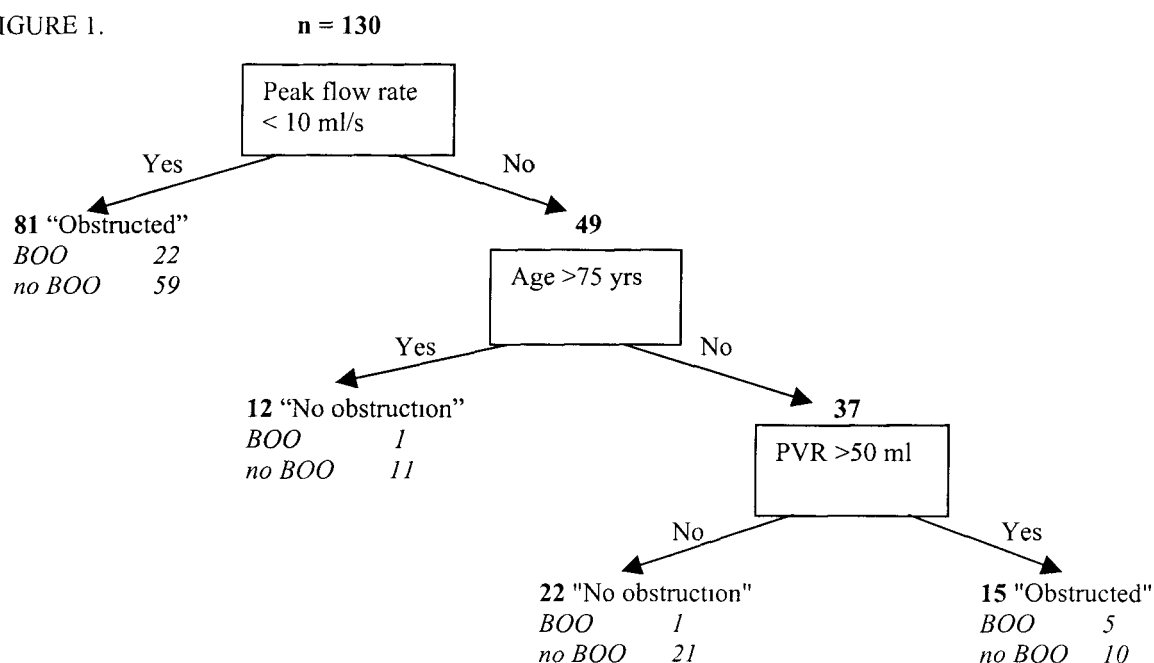 IGURE 1.
n = 130
Peak flow rate
< 10 ml/s
Yes
No
81 “Obstructed”
BOO 22
no BOO 59
49
Age >75 yrs
Yes
No
12 “No obstruction”
BOO 1
no BOO 11
37
PVR >50 ml
No
Yes
22 "No obstruction"
BOO 1
no BOO 21
15 "Obstructed"
BOO 5
no BOO 10